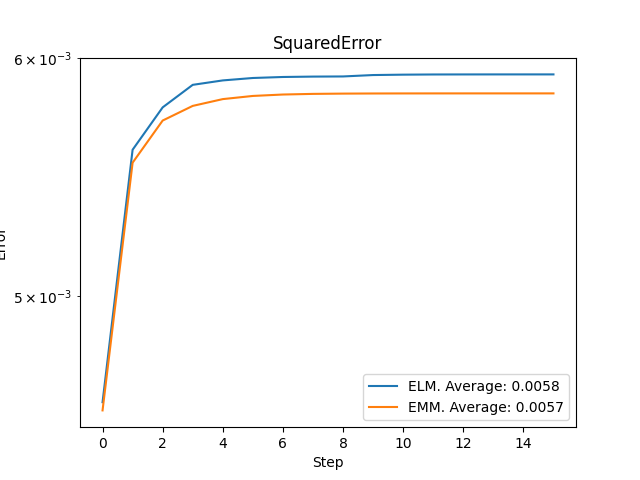 SquaredError
6 × 10⁻³
5 × 10⁻³
Error
0 2 4 6 8 10 12 14
Step
ELM. Average: 0.0058
EMM. Average: 0.0057